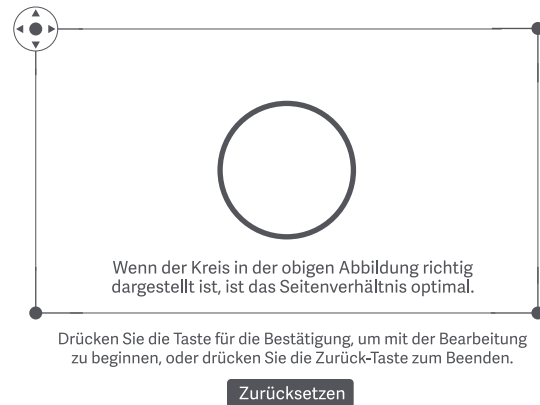 Wenn der Kreis in der obigen Abbildung richtig
dargestellt ist, ist das Seitenverhältnis optimal.
Drücken Sie die Taste für die Bestätigung, um mit der Bearbeitung
zu beginnen, oder drücken Sie die Zurück-Taste zum Beenden.
Zurücksetzen